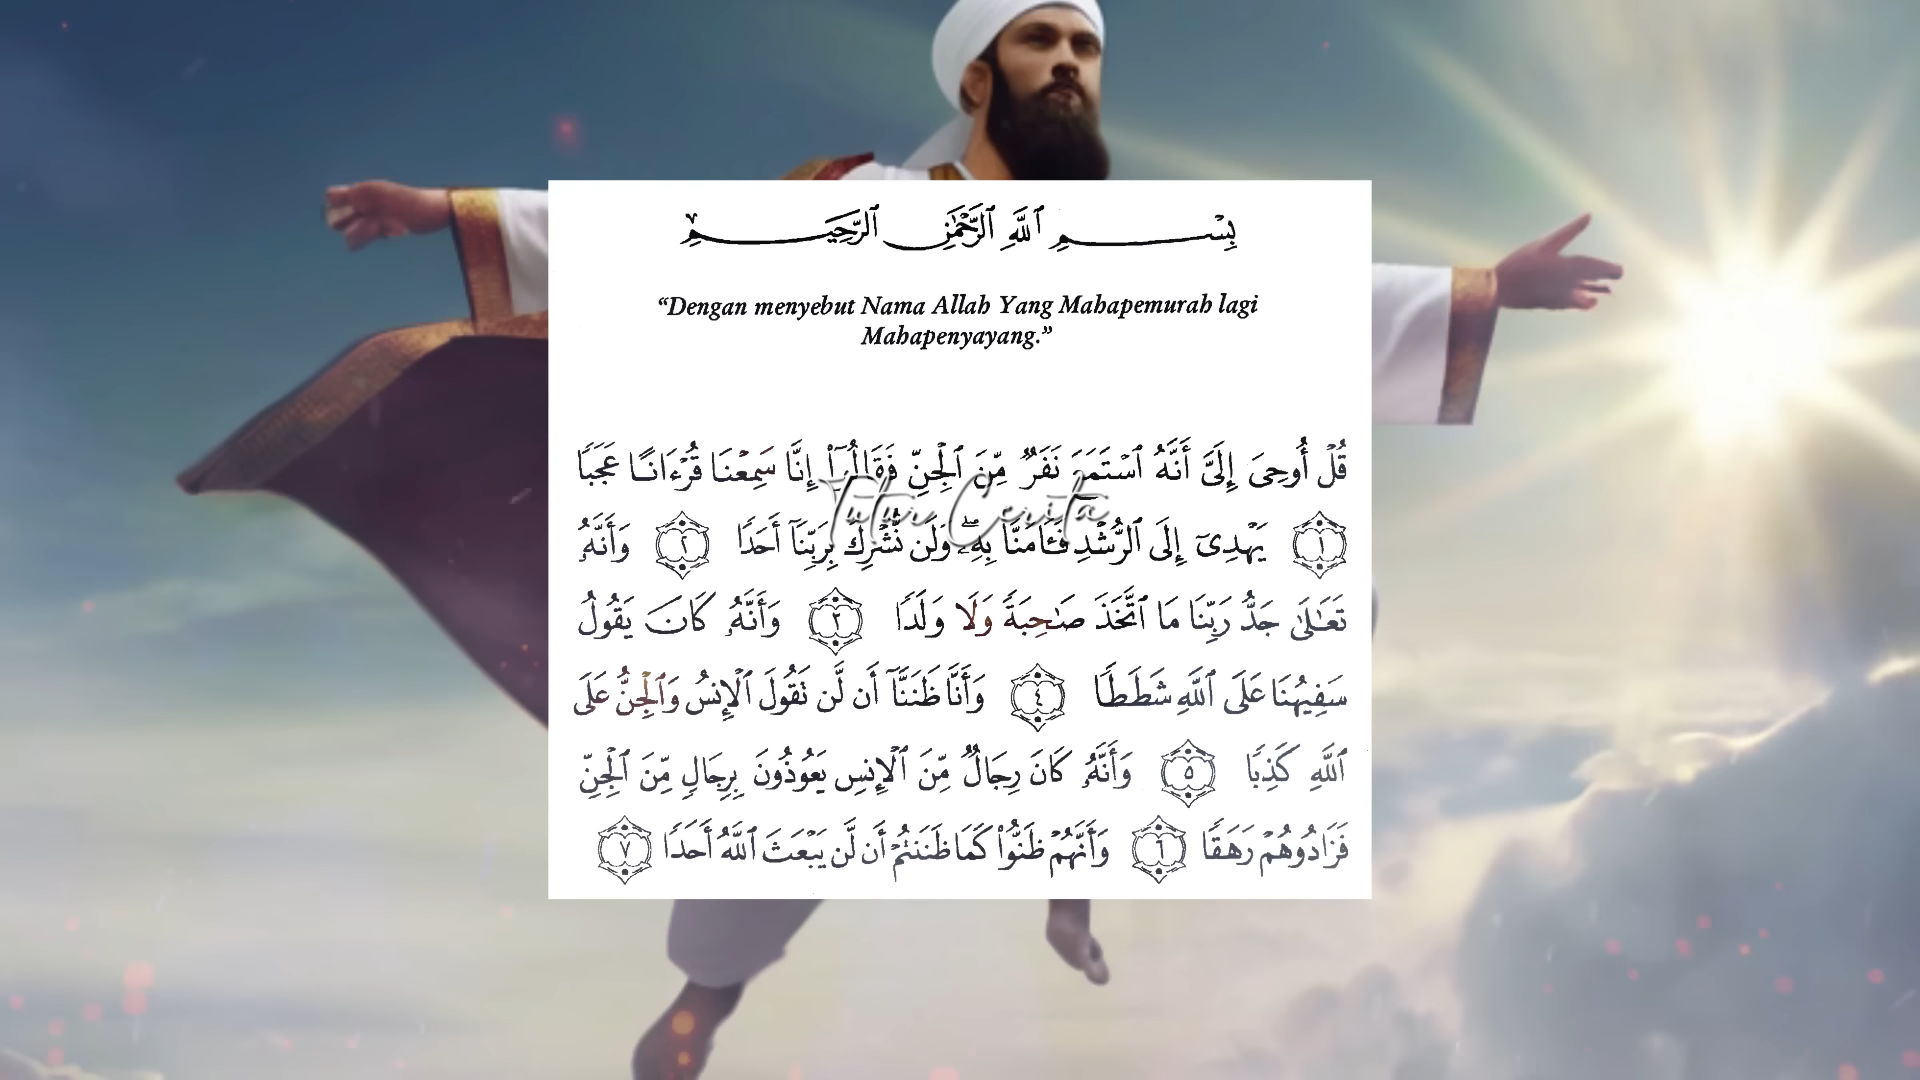 بِسْمِ ٱللَّهِ ٱلرَّحْمَٰنِ ٱلرَّحِيمِ
“Dengan menyebut Nama Allah Yang Mahapemurah lagi
Mahapenyayang.”
قُلْ أُوحِىَ إِلَىَّ أَنَّهُ ٱسْتَمَعَ نَفَرٌ مِّنَ ٱلْجِنِّ فَقَالُوٓا۟ إِنَّا سَمِعْنَا قُرْءَانًا عَجَبًا
Tutur Cerita
١ يَهْدِىٓ إِلَى ٱلرُّشْدِ فَـَٔامَنَّا بِهِۦ ۖ وَلَن نُّشْرِكَ بِرَبِّنَآ أَحَدًا ٢ وَأَنَّهُۥ
تَعَٰلَىٰ جَدُّ رَبِّنَا مَا ٱتَّخَذَ صَٰحِبَةً وَلَا وَلَدًا ٣ وَأَنَّهُۥ كَانَ يَقُولُ
سَفِيهُنَا عَلَى ٱللَّهِ شَطَطًا ٤ وَأَنَّا ظَنَنَّآ أَن لَّن تَقُولَ ٱلْإِنسُ وَٱلْجِنُّ عَلَى
ٱللَّهِ كَذِبًا ٥ وَأَنَّهُۥ كَانَ رِجَالٌ مِّنَ ٱلْإِنسِ يَعُوذُونَ بِرِجَالٍ مِّنَ ٱلْجِنِّ
فَزَادُوهُمْ رَهَقًا ٦ وَأَنَّهُمْ ظَنُّوا۟ كَمَا ظَنَنتُمْ أَن لَّن يَبْعَثَ ٱللَّهُ أَحَدًا ٧